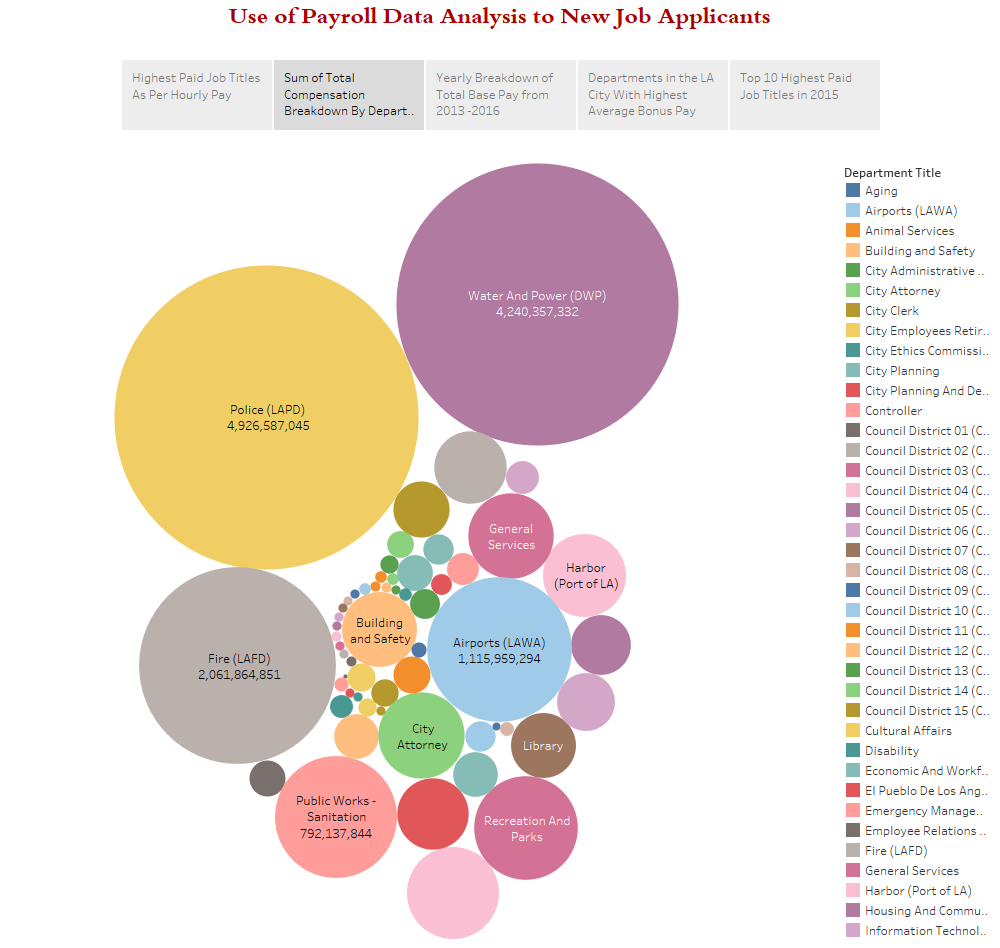 Use of Payroll Data Analysis to New Job Applicants
Highest Paid Job Titles
As Per Hourly Pay
Sum of Total
Compensation
Breakdown By Depart..
Yearly Breakdown of
Total Base Pay from
2013 -2016
Departments in the LA
City With Highest
Average Bonus Pay
Top 10 Highest Paid
Job Titles in 2015
Water And Power (DWP)
4,240,357,332
Police (LAPD)
4,926,587,045
General
Services
Harbor
(Port of LA)
Building
and Safety
Airports (LAWA)
1,115,959,294
Fire (LAFD)
2,061,864,851
City
Attorney
Library
Public Works -
Sanitation
792,137,844
Recreation And
Parks
Department Title
Aging
Airports (LAWA)
Animal Services
Building and Safety
City Administrative ..
City Attorney
City Clerk
City Employees Retir..
City Ethics Commissi..
City Planning
City Planning And De..
Controller
Council District 01 (C..
Council District 02 (C..
Council District 03 (C..
Council District 04 (C..
Council District 05 (C..
Council District 06 (C..
Council District 07 (C..
Council District 08 (C..
Council District 09 (C..
Council District 10 (C..
Council District 11 (C..
Council District 12 (C..
Council District 13 (C..
Council District 14 (C..
Council District 15 (C..
Cultural Affairs
Disability
Economic And Workf..
El Pueblo De Los Ang..
Emergency Manage..
Employee Relations ..
Fire (LAFD)
General Services
Harbor (Port of LA)
Housing And Commu..
Information Technol..